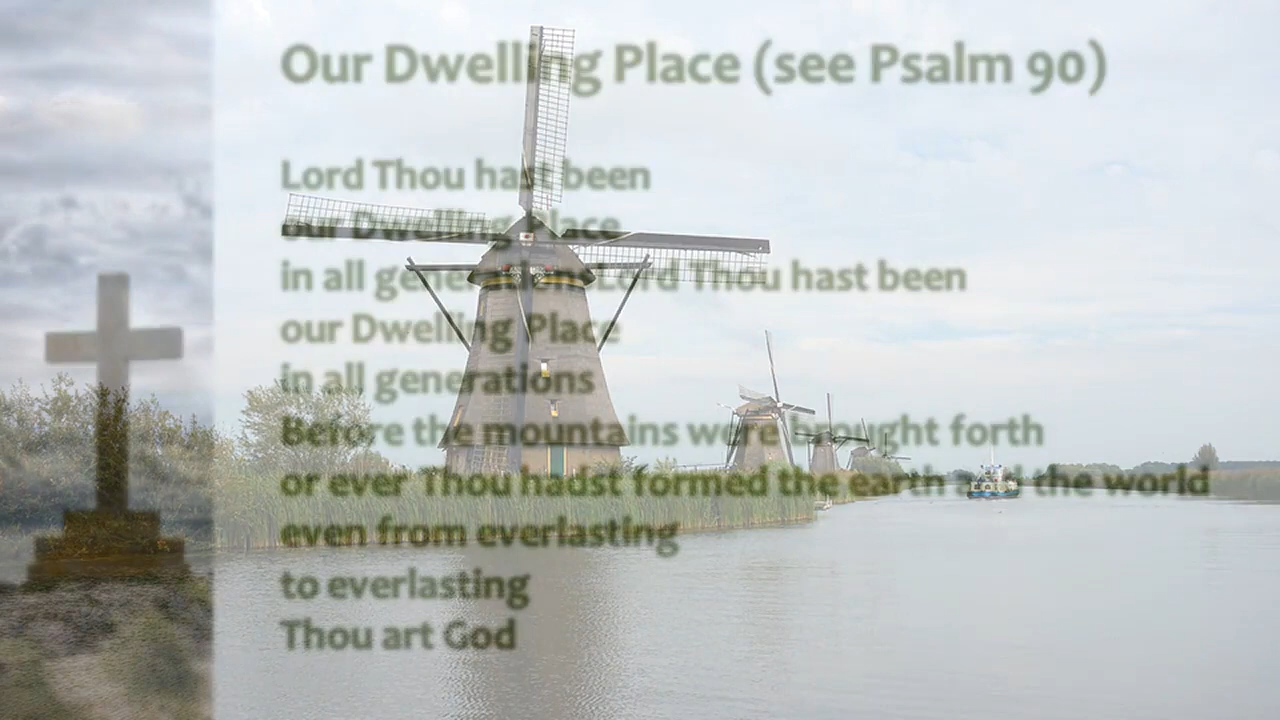 Our Dwelling Place (see Psalm 90)
Lord Thou hast been
our Dwelling Place
in all generations Lord Thou hast been
our Dwelling Place
in all generations
Before the mountains were brought forth
or ever Thou hadst formed the earth and the world
even from everlasting
to everlasting
Thou art God